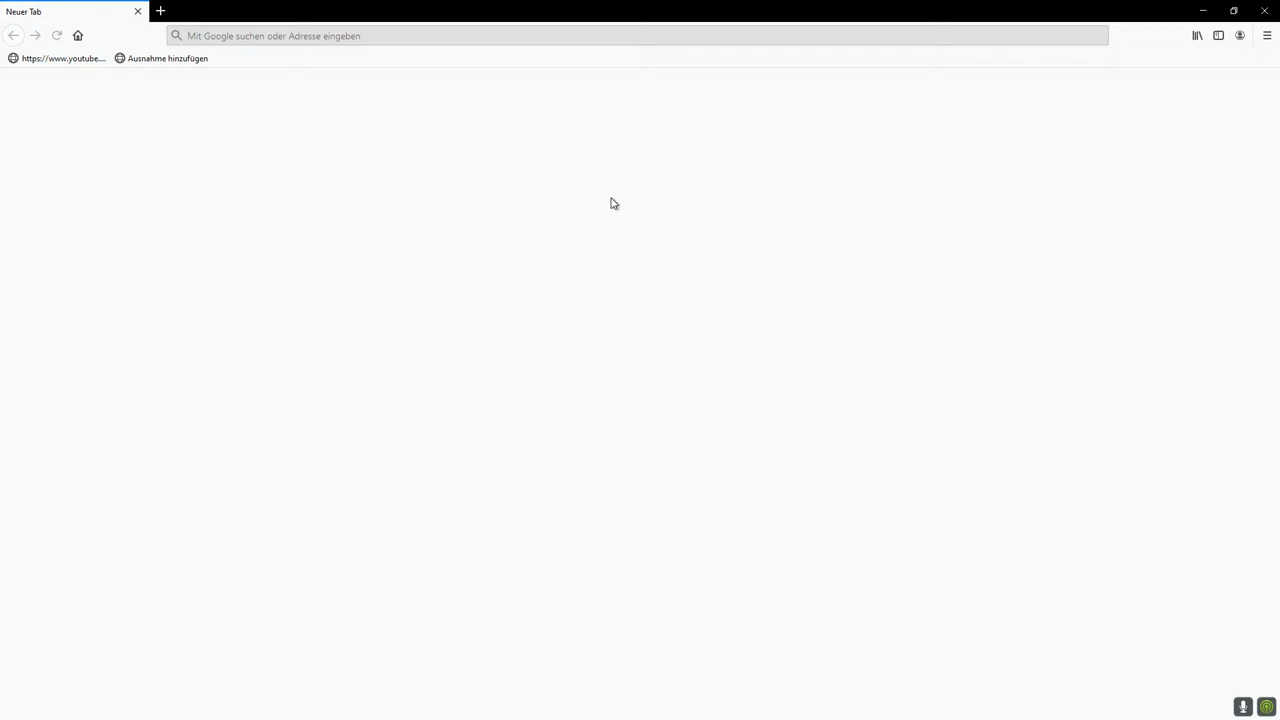 Neuer Tab
Mit Google suchen oder Adresse eingeben
https://www.youtube.... Ausnahme hinzufügen